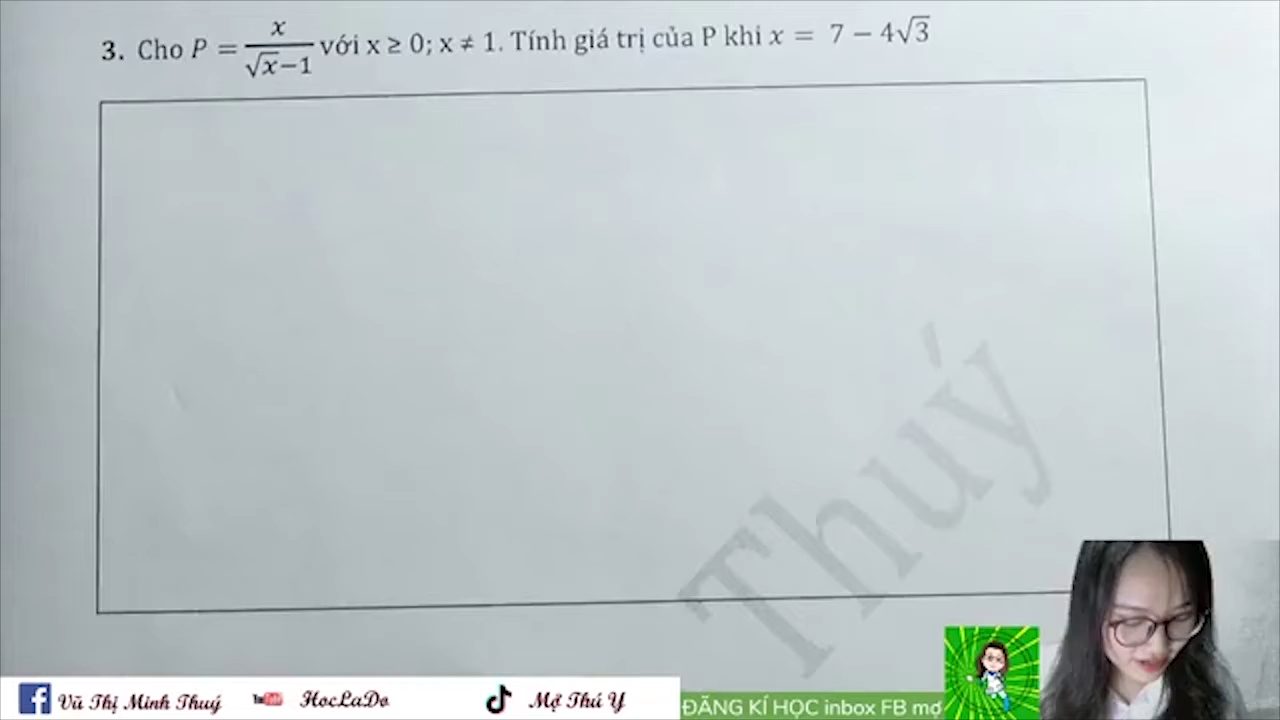 3. Cho P = x/(√x−1) với x ≥ 0; x ≠ 1. Tính giá trị của P khi x = 7 − 4√3
Thuý
Vũ Thị Minh Thuý
YouTube
HocLaDo
Mợ Thú Y
ĐĂNG KÍ HỌC inbox FB mợ